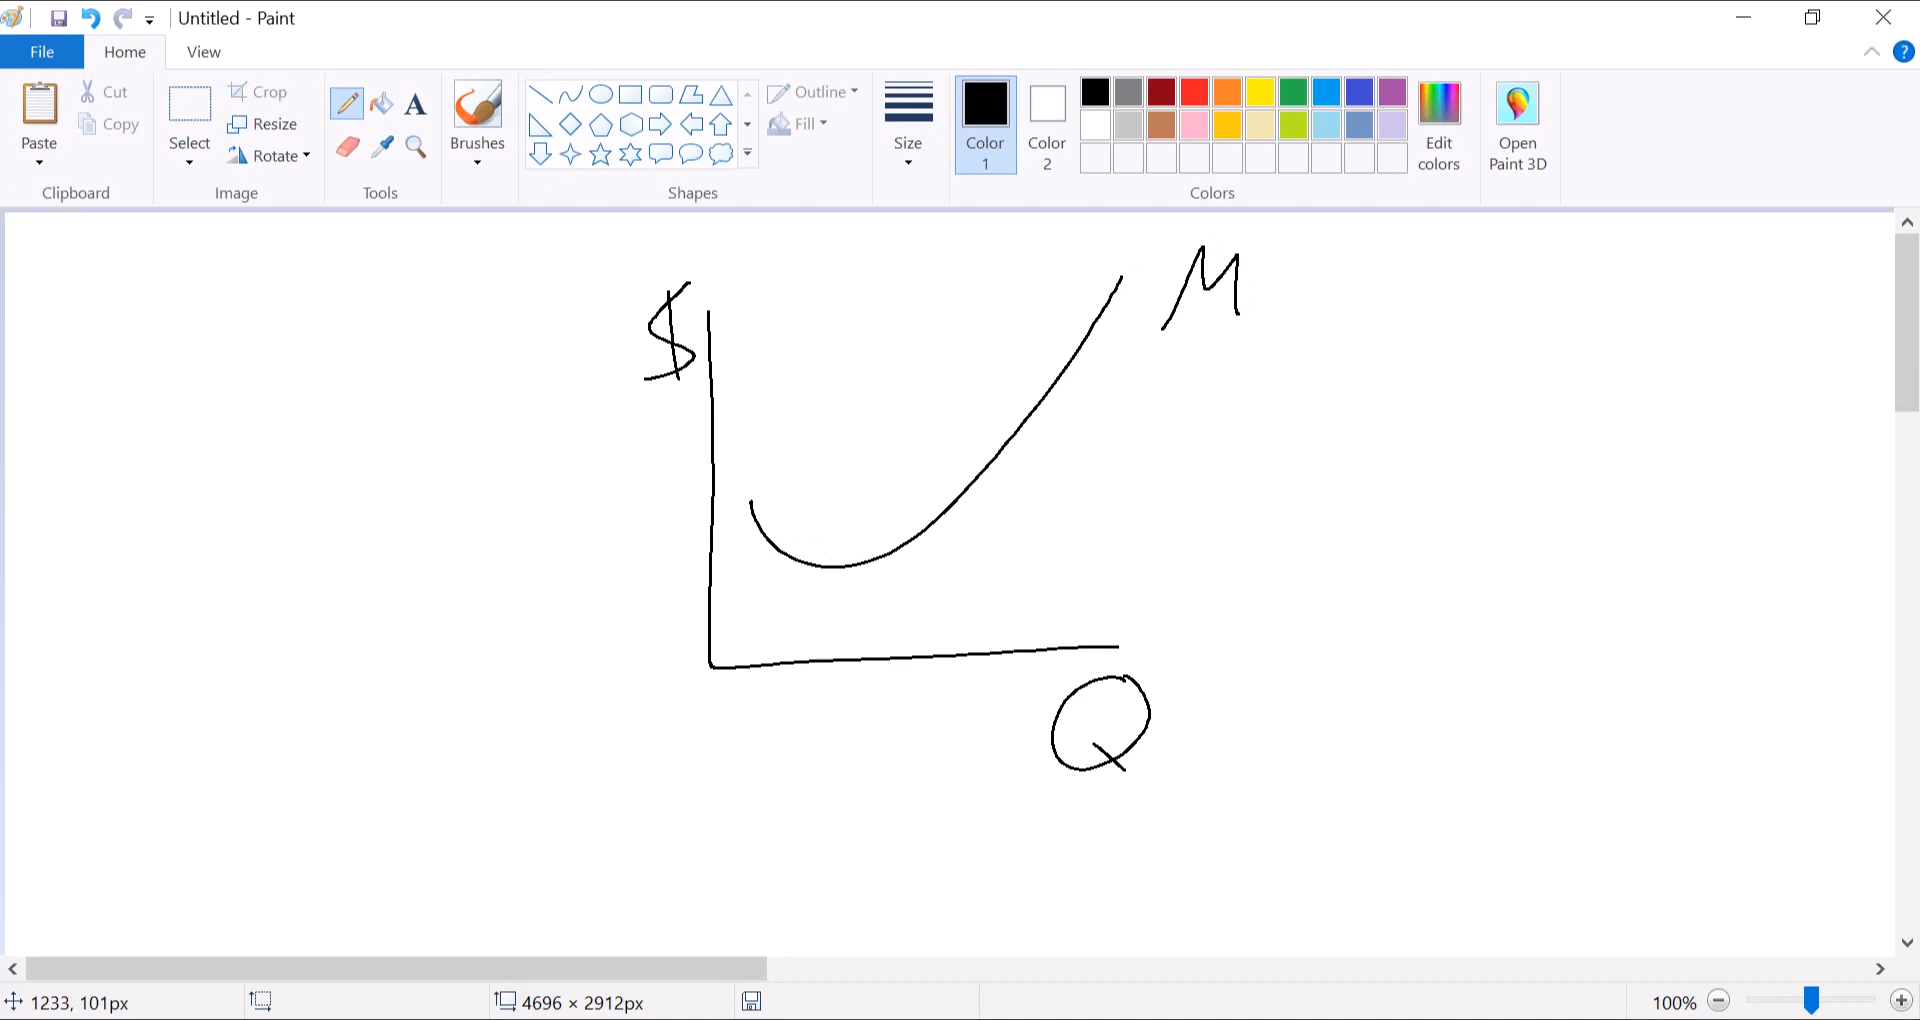 Untitled - Paint
File Home View
Paste
Cut
Copy
Clipboard
Select
Crop
Resize
Rotate
Image
Tools
Brushes
Shapes
Outline
Fill
Size
Color 1
Color 2
Colors
Edit colors
Open Paint 3D
$
M
Q
1233, 101px
4696 × 2912px
100%